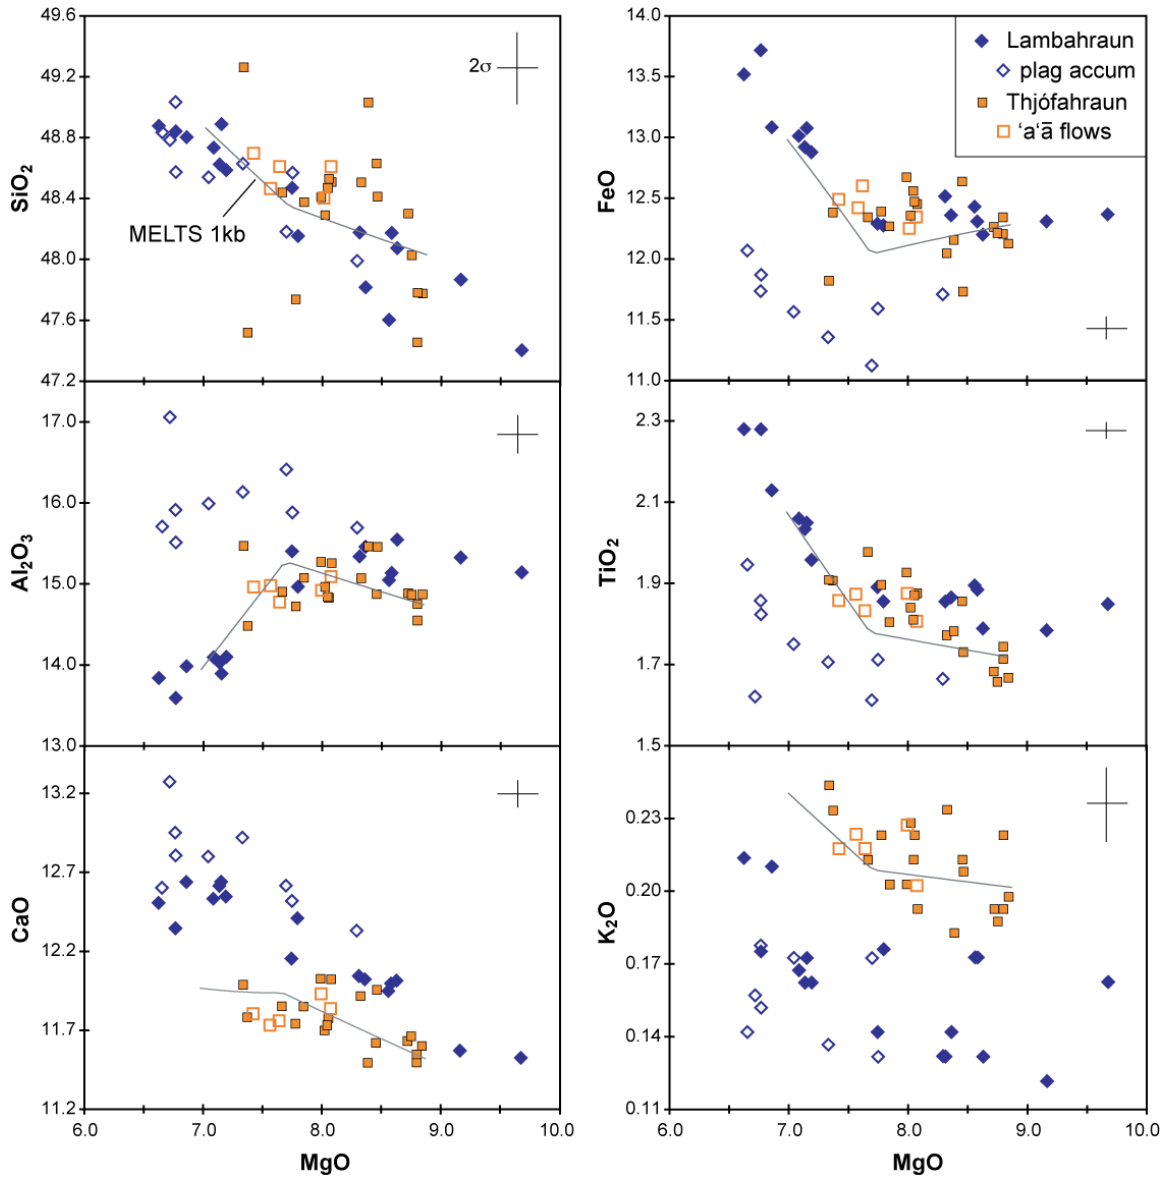 49.6
49.2
48.8
48.4
48.0
47.6
47.2
SiO2
2σ
MELTS 1kb
14.0
13.5
13.0
12.5
12.0
11.5
11.0
FeO
Lambahraun
plag accum
Thjófahraun
‘a‘ā flows
17.0
16.0
15.0
14.0
13.0
Al2O3
2.3
2.1
1.9
1.7
1.5
TiO2
13.2
12.7
12.2
11.7
11.2
CaO
6.0 7.0 8.0 9.0 10.0
MgO
0.23
0.20
0.17
0.14
0.11
K2O
6.0 7.0 8.0 9.0 10.0
MgO